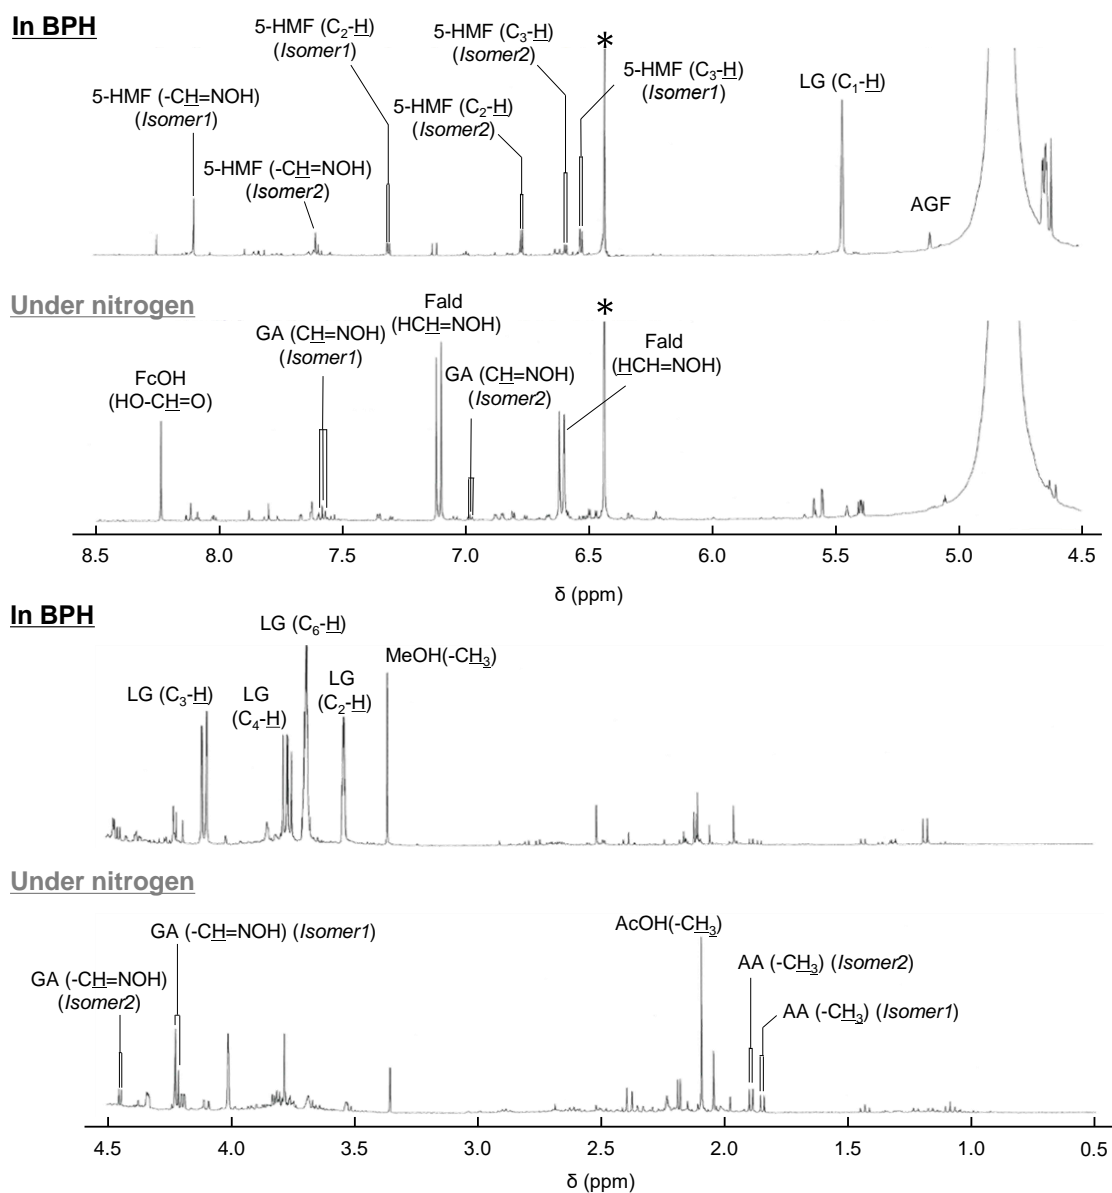 In BPH
5-HMF (C2-H)
(Isomer1)
5-HMF (C3-H)
(Isomer2)
*
5-HMF (C3-H)
(Isomer1)
LG (C1-H)
5-HMF (-CH=NOH)
(Isomer1)
5-HMF (C2-H)
(Isomer2)
5-HMF (-CH=NOH)
(Isomer2)
AGF
Under nitrogen
Fald
(HCH=NOH)
*
GA (CH=NOH)
(Isomer1)
Fald
(HCH=NOH)
FcOH
(HO-CH=O)
GA (CH=NOH)
(Isomer2)
8.5 8.0 7.5 7.0 6.5 6.0 5.5 5.0 4.5
δ (ppm)
In BPH
LG (C6-H)
MeOH(-CH3)
LG (C3-H)
LG
(C4-H)
LG
(C2-H)
Under nitrogen
GA (-CH=NOH) (Isomer1)
AcOH(-CH3)
GA (-CH=NOH)
(Isomer2)
AA (-CH3) (Isomer2)
AA (-CH3) (Isomer1)
4.5 4.0 3.5 3.0 2.5 2.0 1.5 1.0 0.5
δ (ppm)